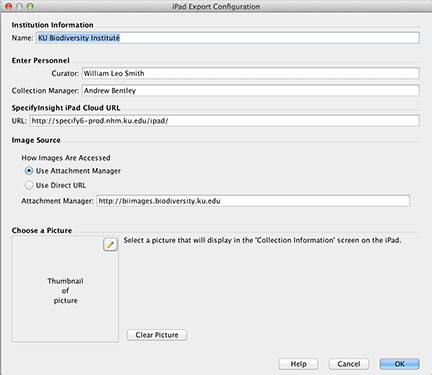 iPad Export Configuration
Institution Information
Name: KU Biodiversity Institute
Enter Personnel
Curator: William Leo Smith
Collection Manager: Andrew Bentley
SpecifyInsight iPad Cloud URL
URL: http://specify6-prod.nhm.ku.edu/ipad/
Image Source
How Images Are Accessed
Use Attachment Manager
Use Direct URL
Attachment Manager: http://biimages.biodiversity.ku.edu
Choose a Picture
Select a picture that will display in the 'Collection Information' screen on the iPad.
Thumbnail
of
picture
Clear Picture
Help Cancel OK